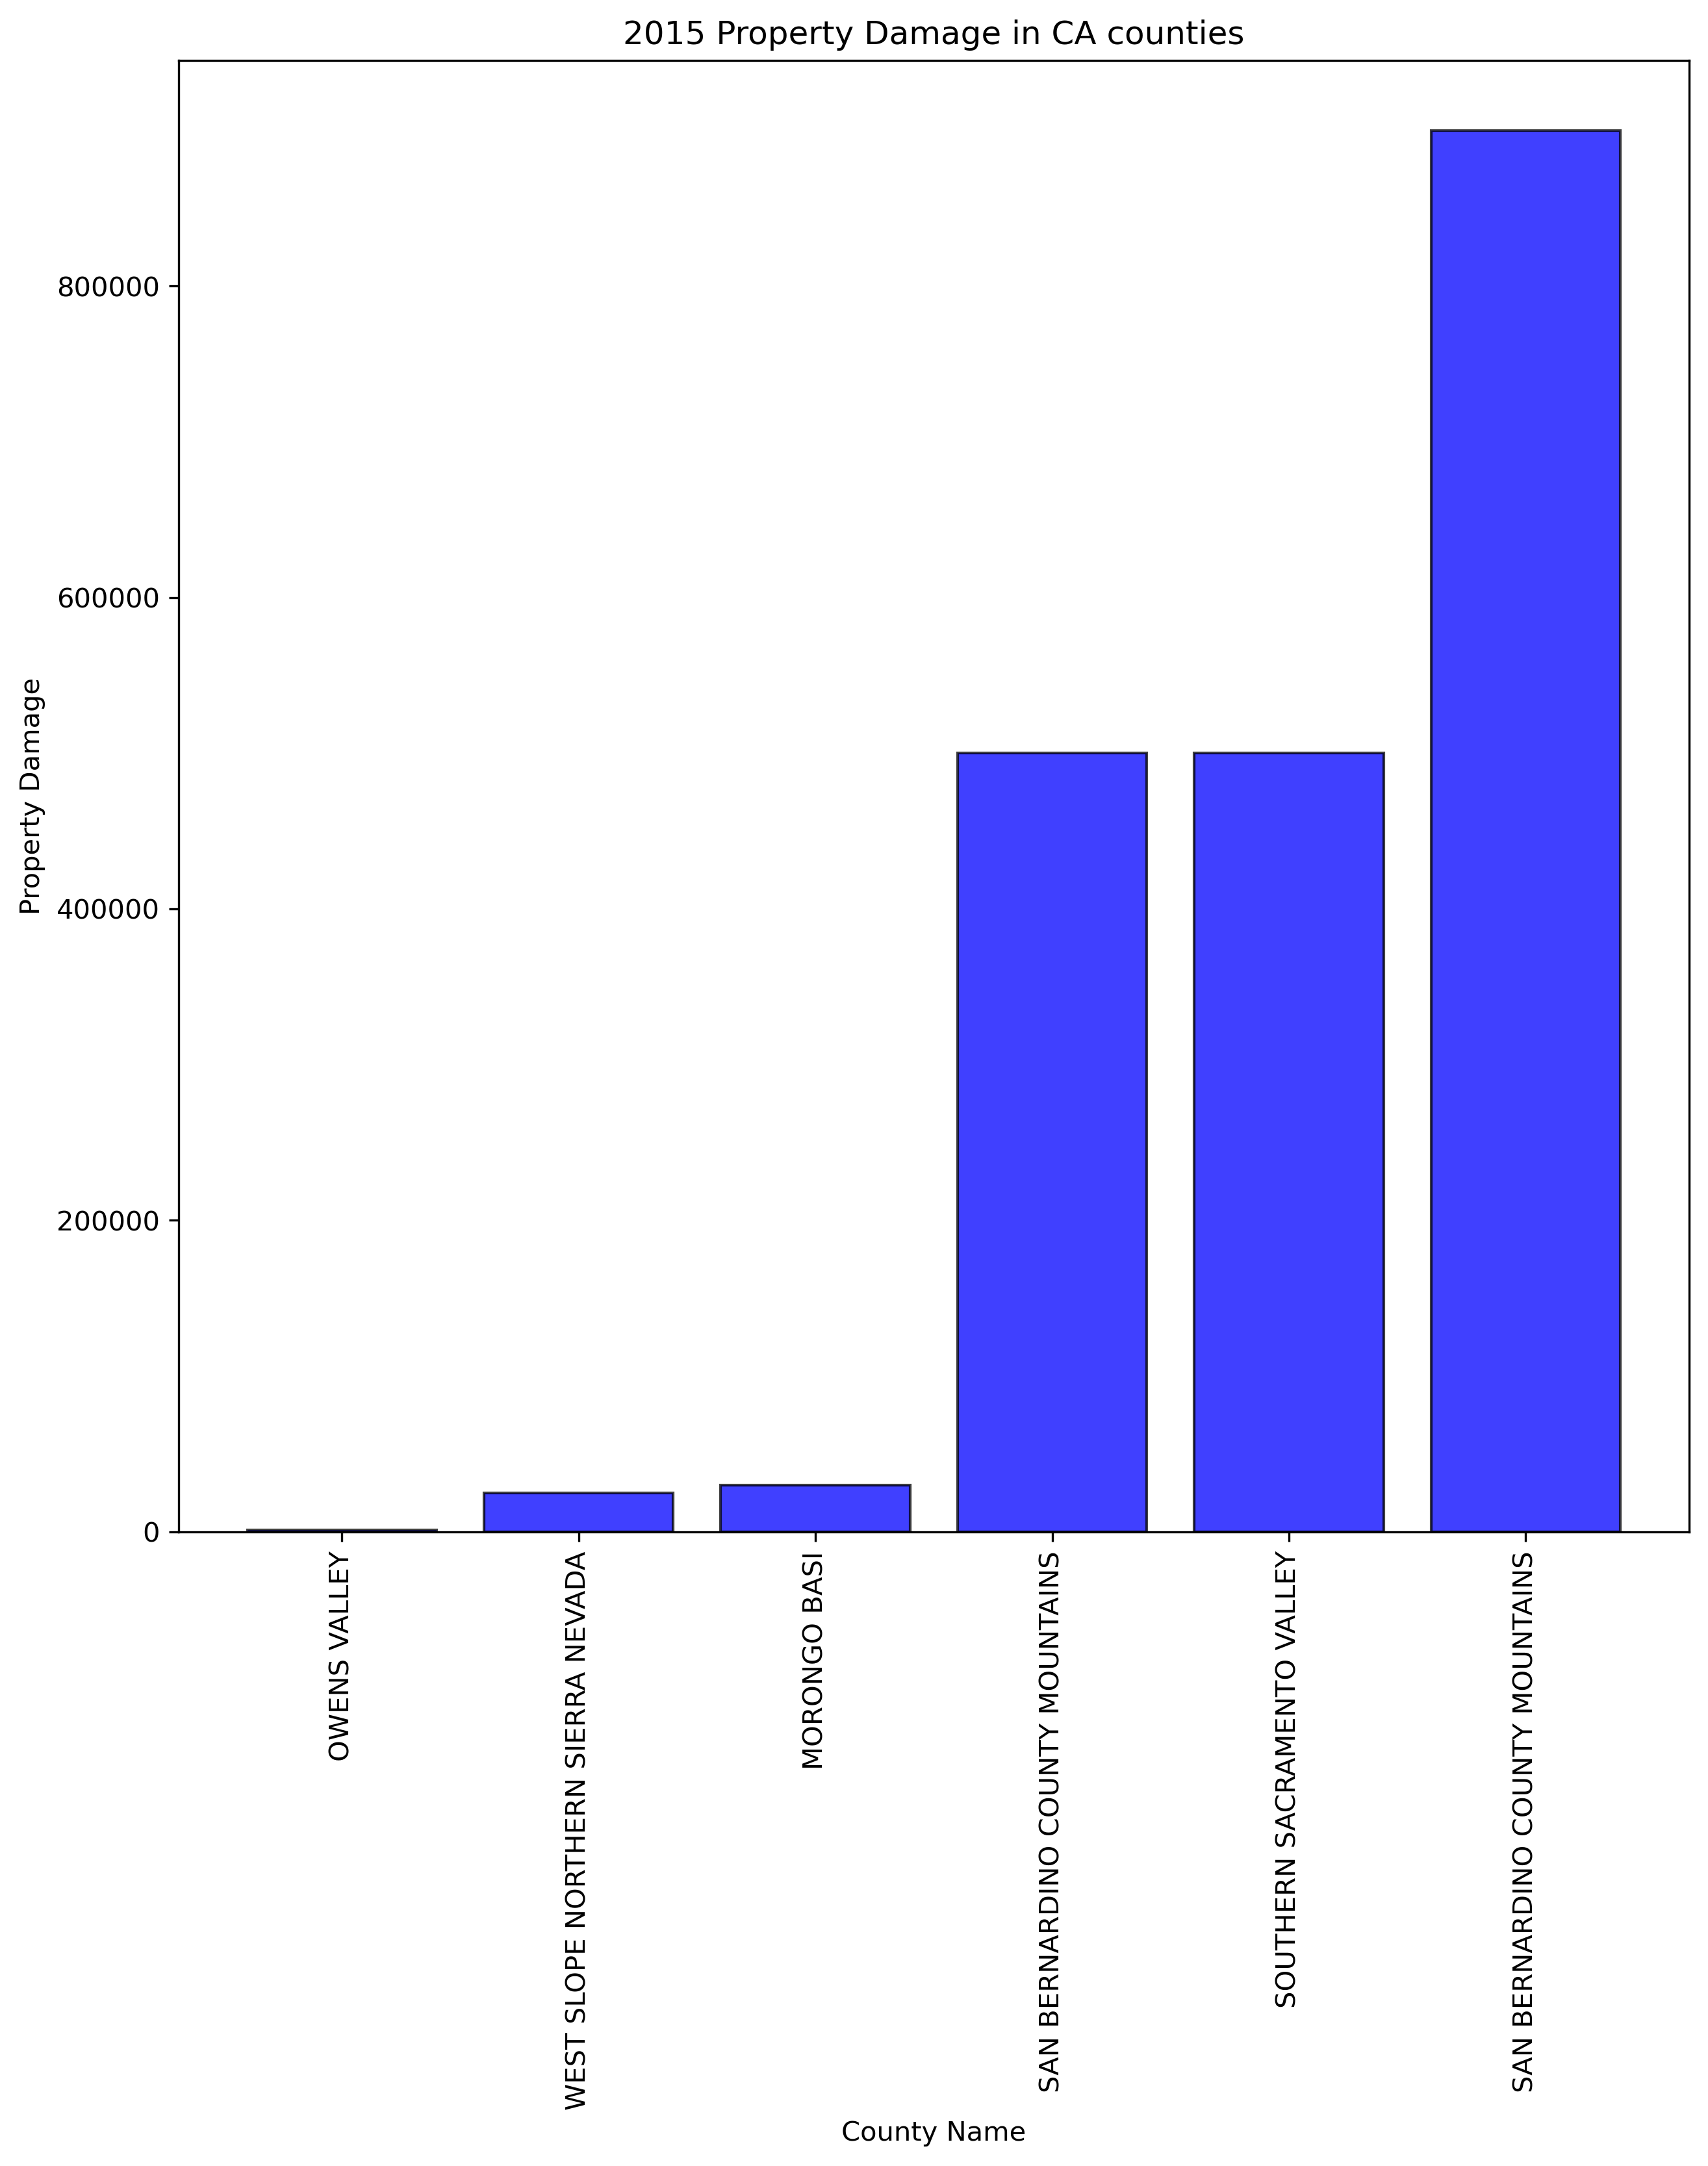 2015 Property Damage in CA counties
Property Damage
800000
600000
400000
200000
0
OWENS VALLEY
WEST SLOPE NORTHERN SIERRA NEVADA
MORONGO BASI
SAN BERNARDINO COUNTY MOUNTAINS
SOUTHERN SACRAMENTO VALLEY
SAN BERNARDINO COUNTY MOUNTAINS
County Name